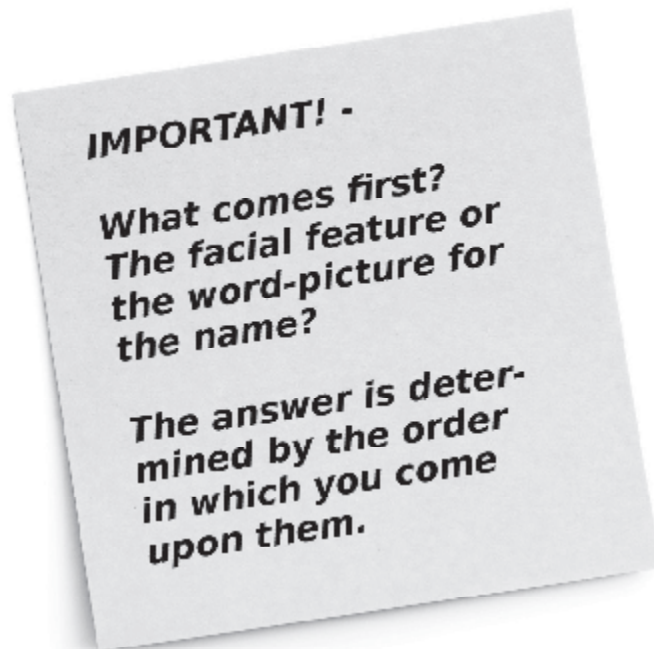 IMPORTANT! -
What comes first?
The facial feature or
the word-picture for
the name?
The answer is deter-
mined by the order
in which you come
upon them.